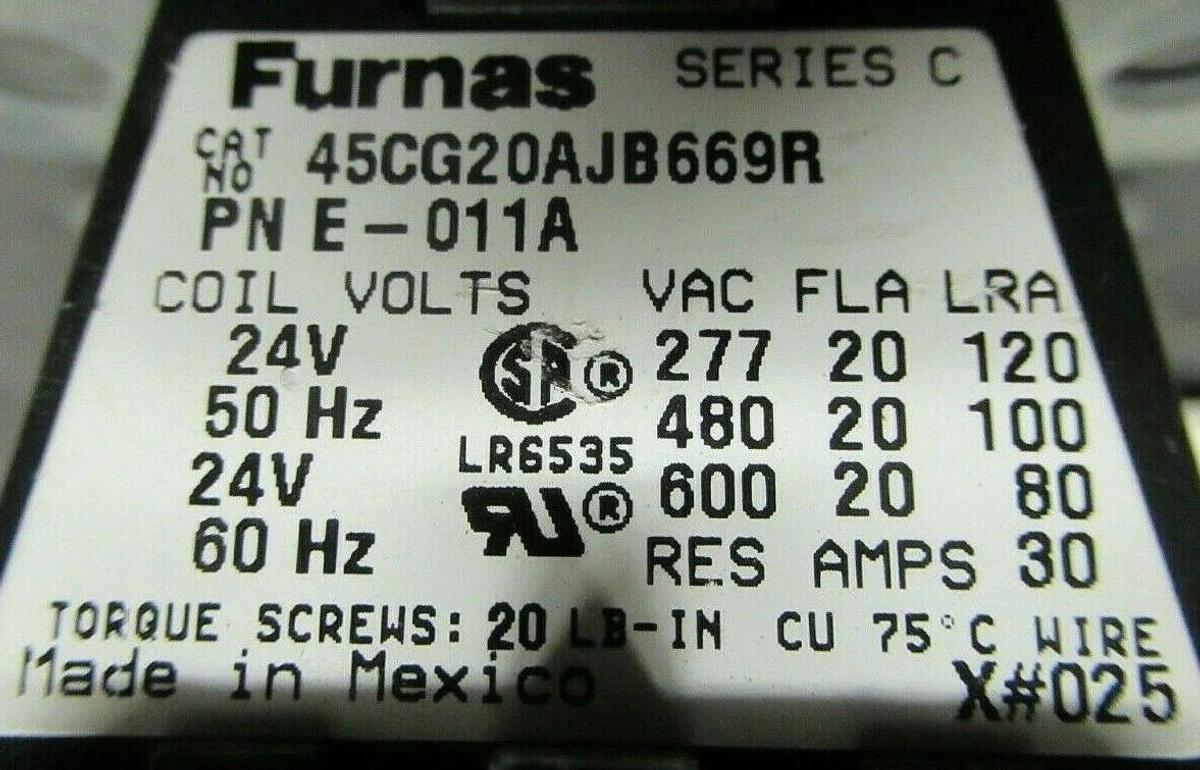 Furnas SERIES C
CAT NO 45CG20AJB669R
PN E-011A
COIL VOLTS VAC FLA LRA
24V 277 20 120
50 Hz SA ® 480 20 100
24V LR6535 600 20 80
60 Hz RU ® RES AMPS 30
TORQUE SCREWS: 20 LB-IN CU 75°C WIRE
Made in Mexico X#025